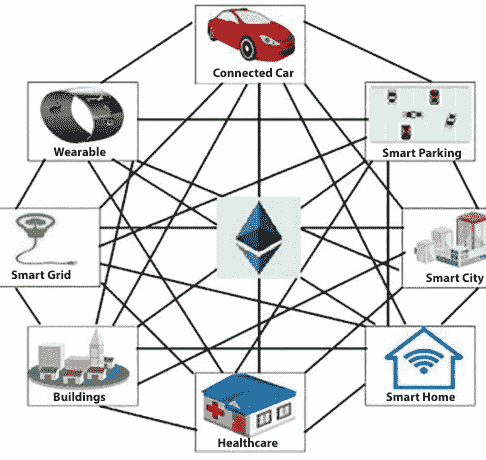 Connected Car
Wearable
Smart Parking
Smart Grid
Smart City
Buildings
Smart Home
Healthcare